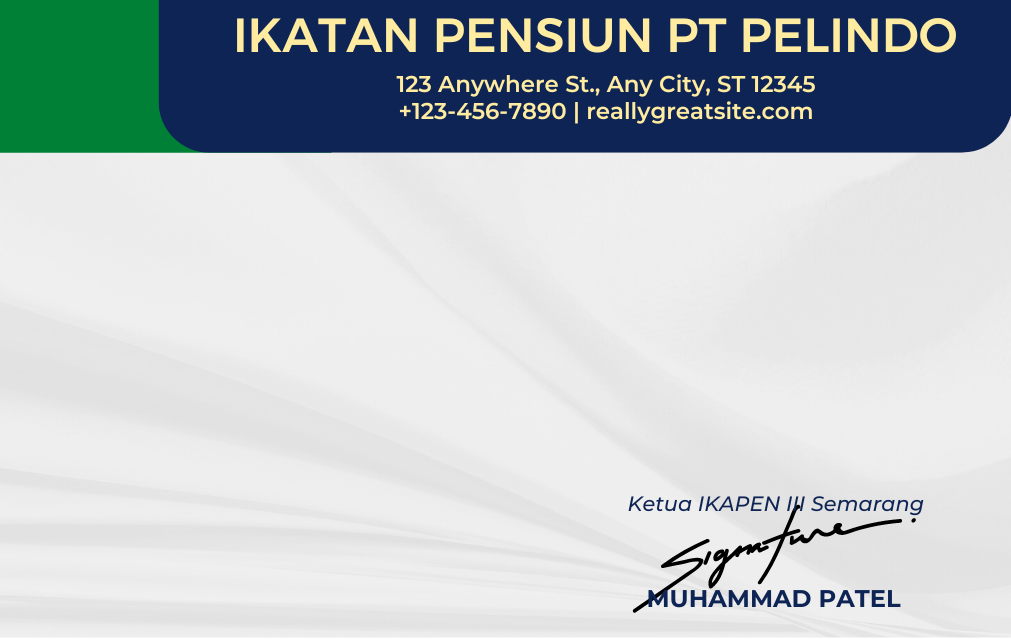 IKATAN PENSIUN PT PELINDO
123 Anywhere St., Any City, ST 12345
+123-456-7890 | reallygreatsite.com
Ketua IKAPEN III Semarang
Signature
MUHAMMAD PATEL